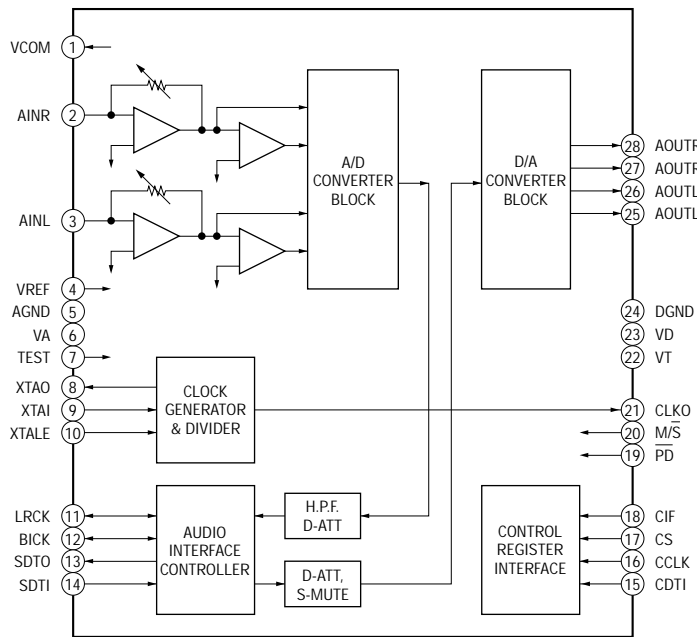 VCOM 1
AINR 2
AINL 3
VREF 4
AGND 5
VA 6
TEST 7
XTAO 8
XTAI 9
XTALE 10
LRCK 11
BICK 12
SDTO 13
SDTI 14
A/D
CONVERTER
BLOCK
D/A
CONVERTER
BLOCK
CLOCK
GENERATOR
& DIVIDER
AUDIO
INTERFACE
CONTROLLER
H.P.F.
D-ATT
D-ATT,
S-MUTE
CONTROL
REGISTER
INTERFACE
28 AOUTR
27 AOUTR
26 AOUTL
25 AOUTL
24 DGND
23 VD
22 VT
21 CLKO
20 M/S̅
19 P̅D̅
18 CIF
17 CS
16 CCLK
15 CDTI